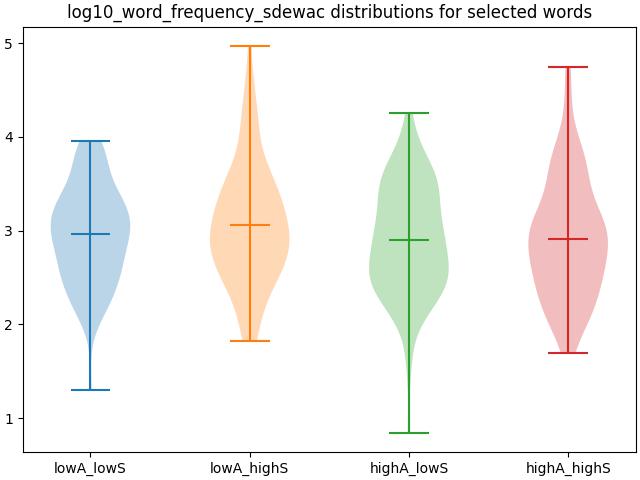 log10_word_frequency_sdewac distributions for selected words
5
4
3
2
1
lowA_lowS
lowA_highS
highA_lowS
highA_highS